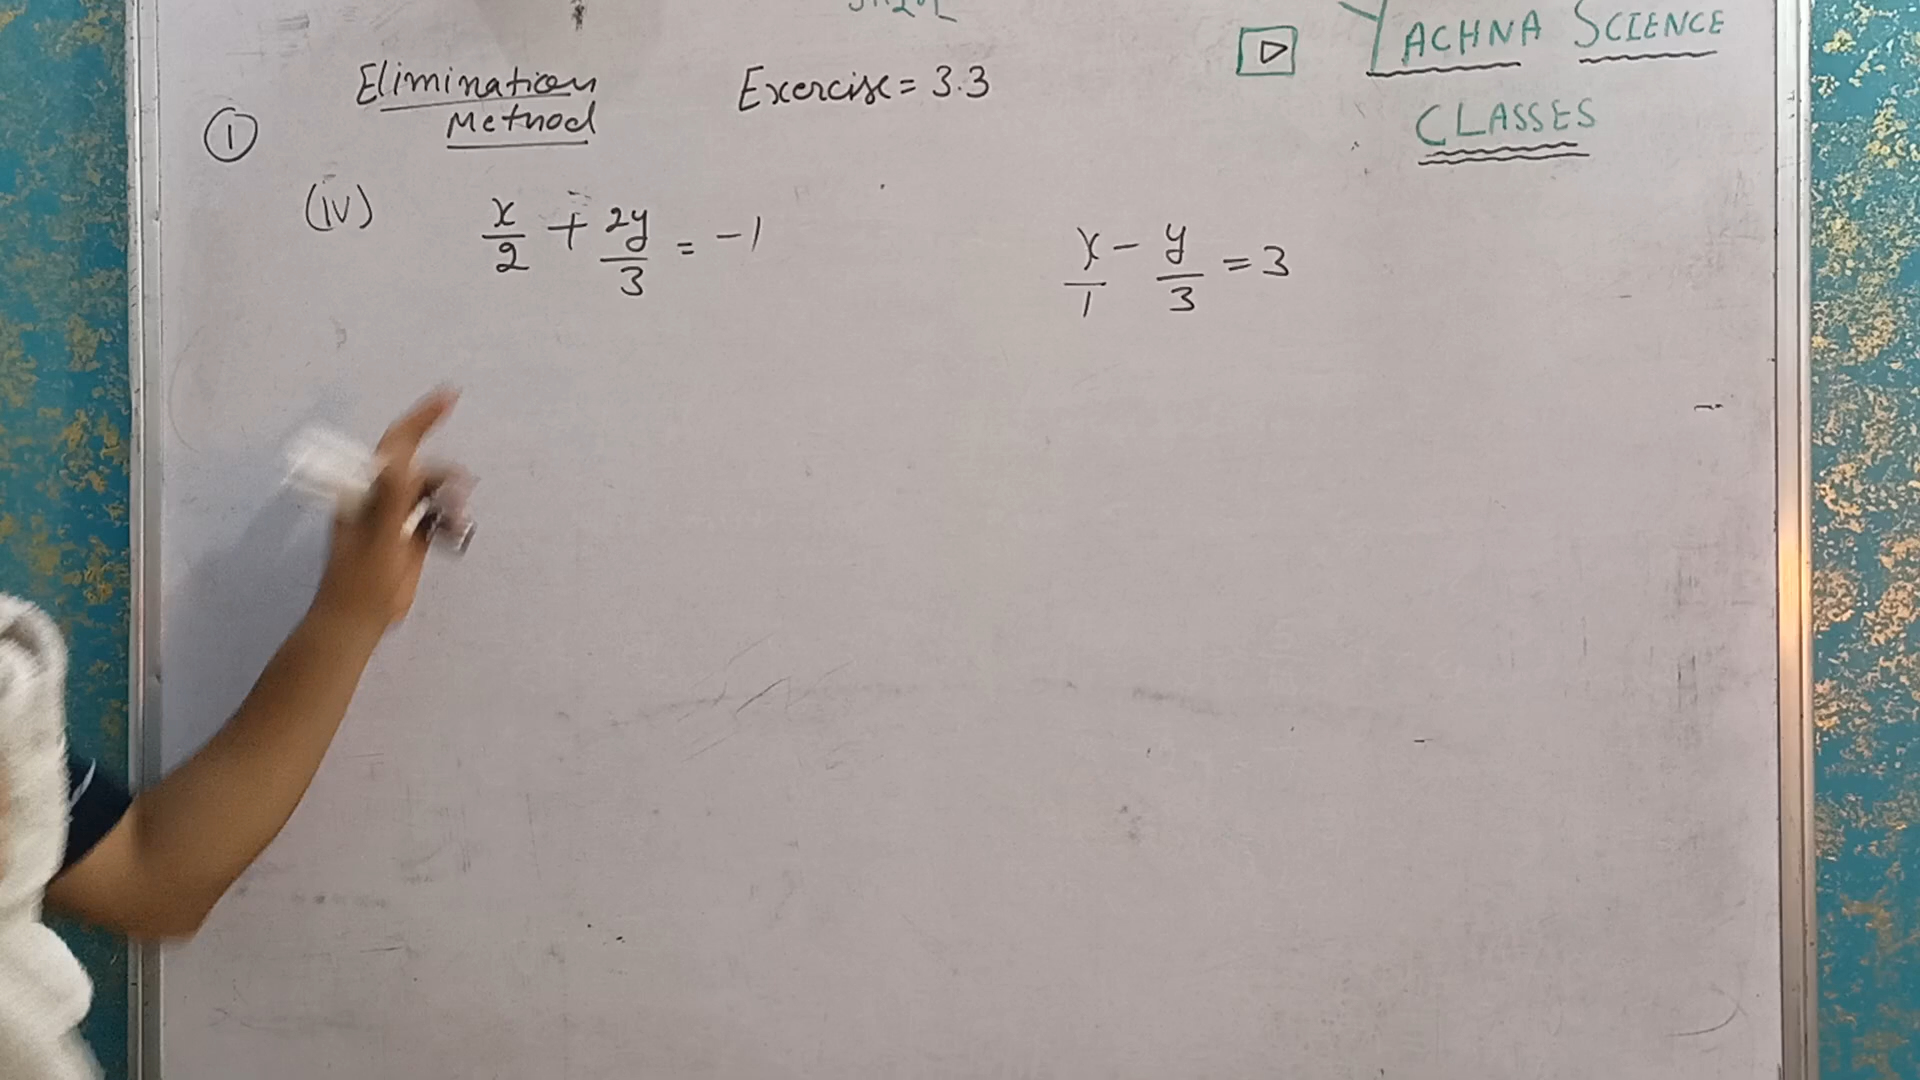 YACHNA SCIENCE
CLASSES
Elimination
Method
Exercise = 3.3
①
(iv) x/2 + 2y/3 = -1
x/1 - y/3 = 3